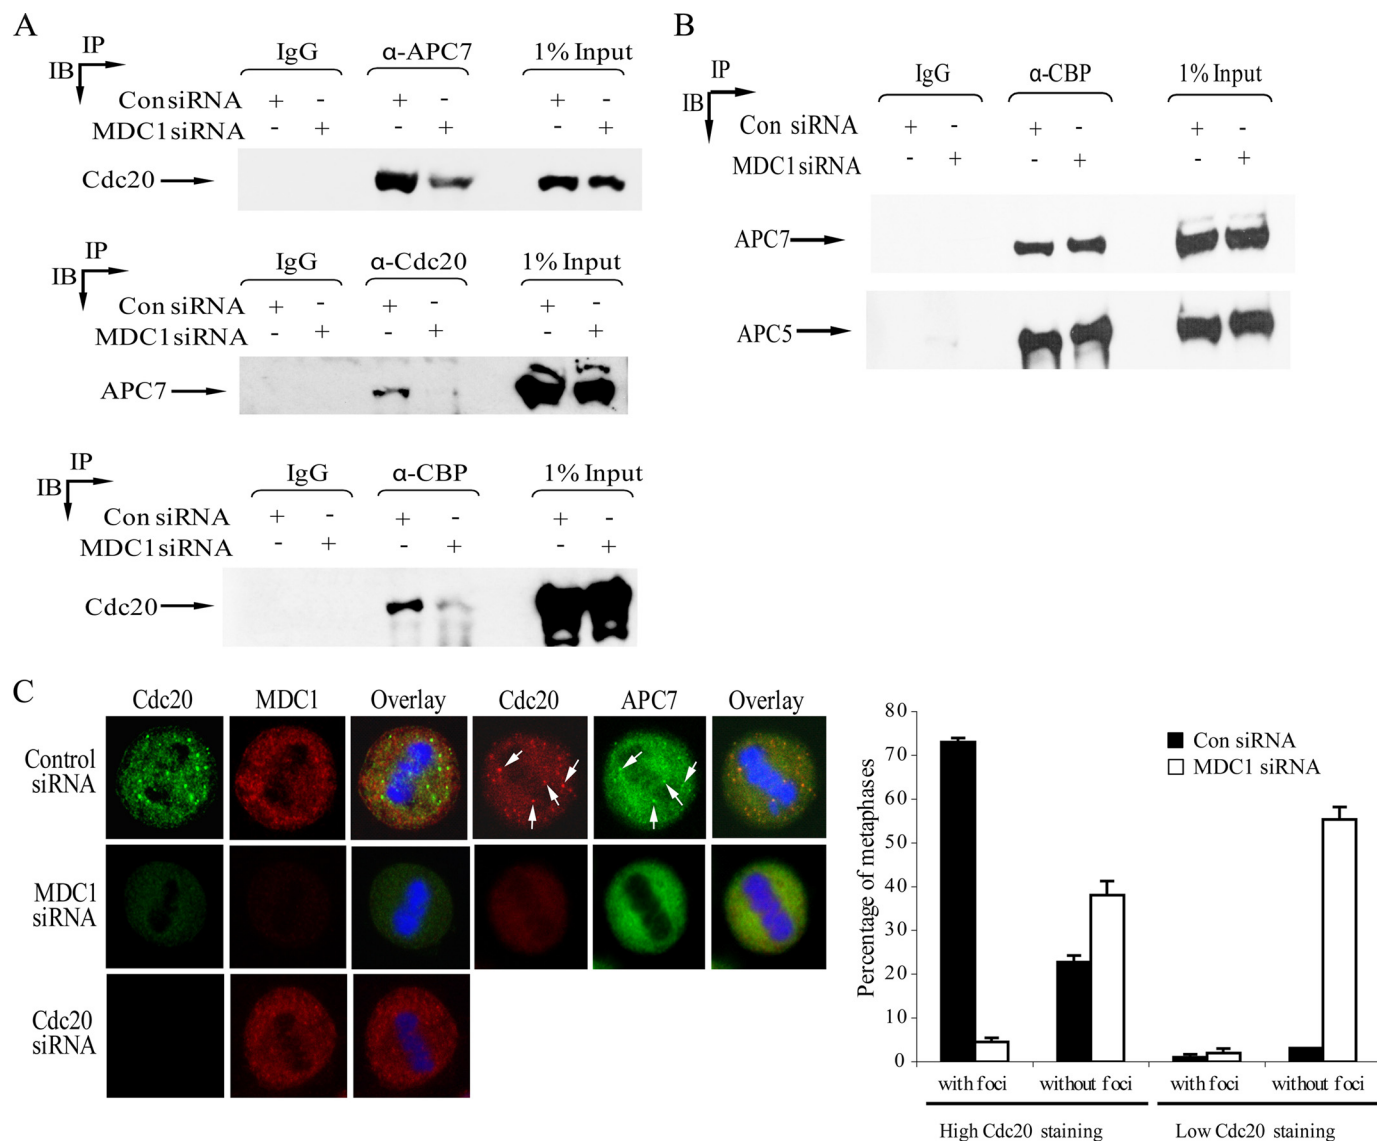 A
IP
IB
IgG
α-APC7
1% Input
Con siRNA + - + - + -
MDC1 siRNA - + - + - +
Cdc20
IP
IB
IgG
α-Cdc20
1% Input
Con siRNA + - + - + -
MDC1 siRNA - + - + - +
APC7
IP
IB
IgG
α-CBP
1% Input
Con siRNA + - + - + -
MDC1 siRNA - + - + - +
Cdc20
B
IP
IB
IgG
α-CBP
1% Input
Con siRNA + - + - + -
MDC1 siRNA - + - + - +
APC7
APC5
C
Cdc20 MDC1 Overlay Cdc20 APC7 Overlay
Control
siRNA
MDC1
siRNA
Cdc20
siRNA
Percentage of metaphases
80
70
60
50
40
30
20
10
0
Con siRNA
MDC1 siRNA
with foci without foci with foci without foci
High Cdc20 staining Low Cdc20 staining